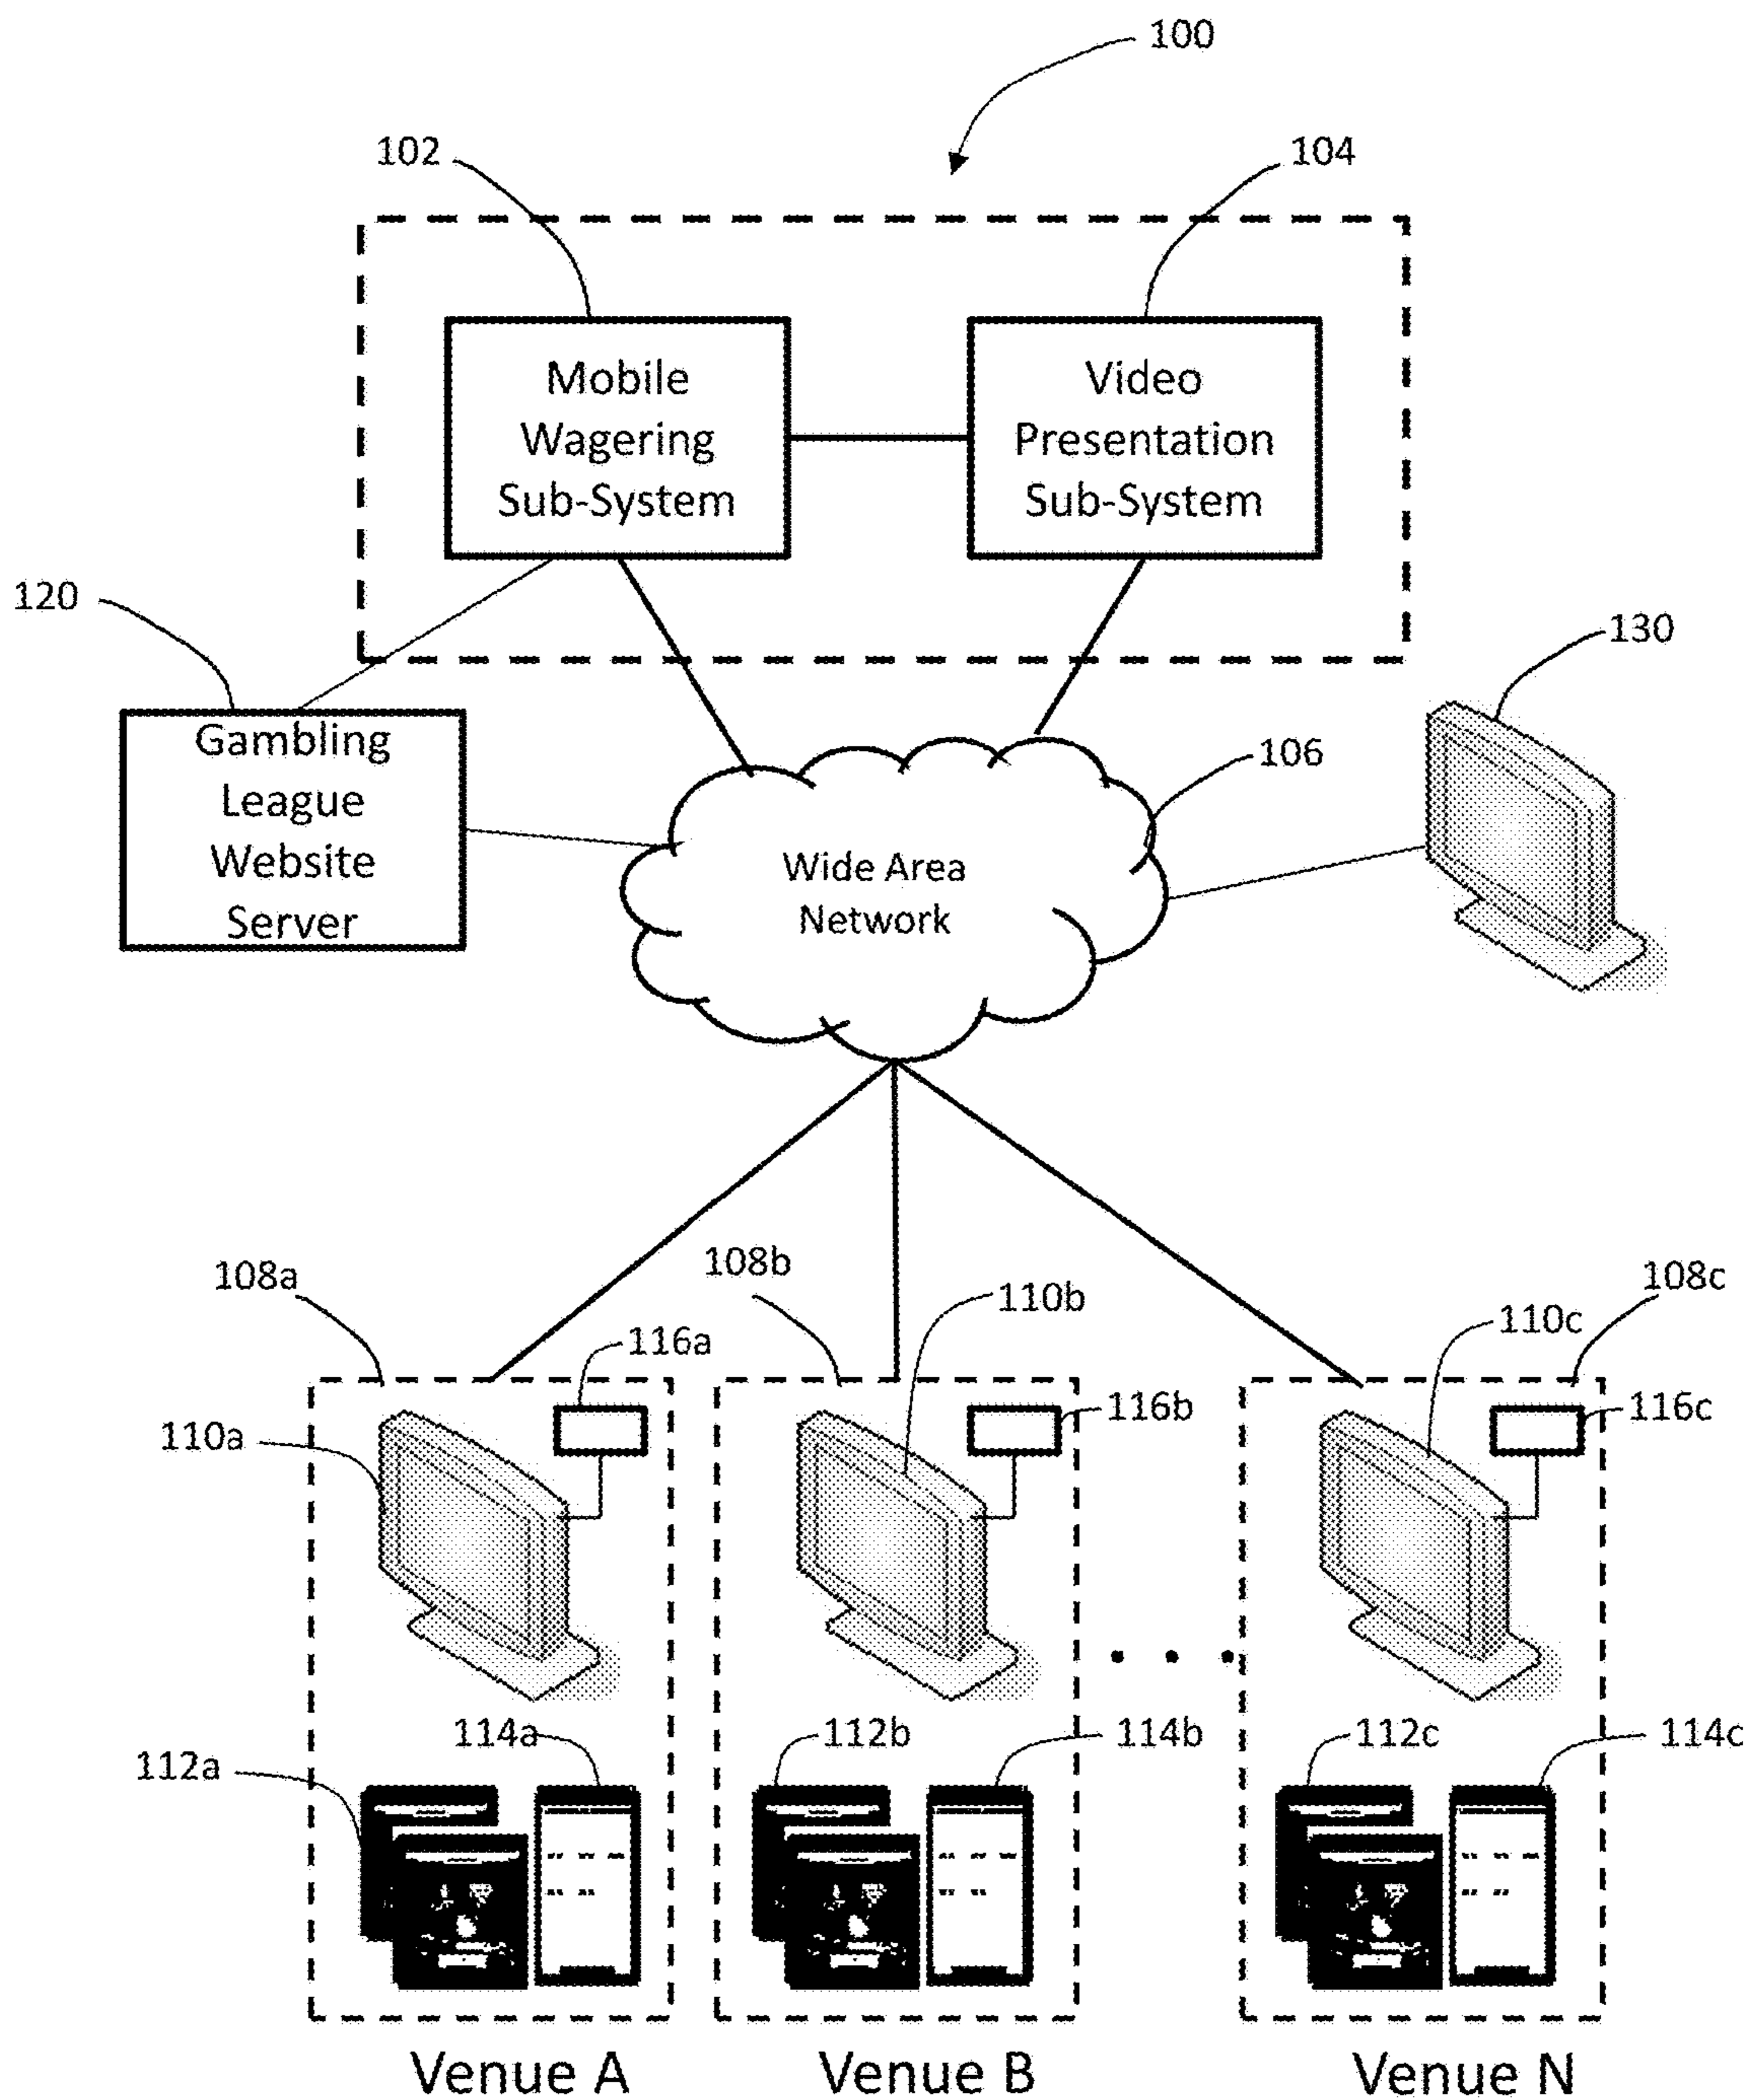 100
102
104
Mobile
Wagering
Sub-System
Video
Presentation
Sub-System
120
130
Gambling
League
Website
Server
106
Wide Area
Network
108a
108b
108c
110b
110c
116a
116b
116c
110a
114a
112b
114b
112c
114c
112a
Venue A
Venue B
Venue N